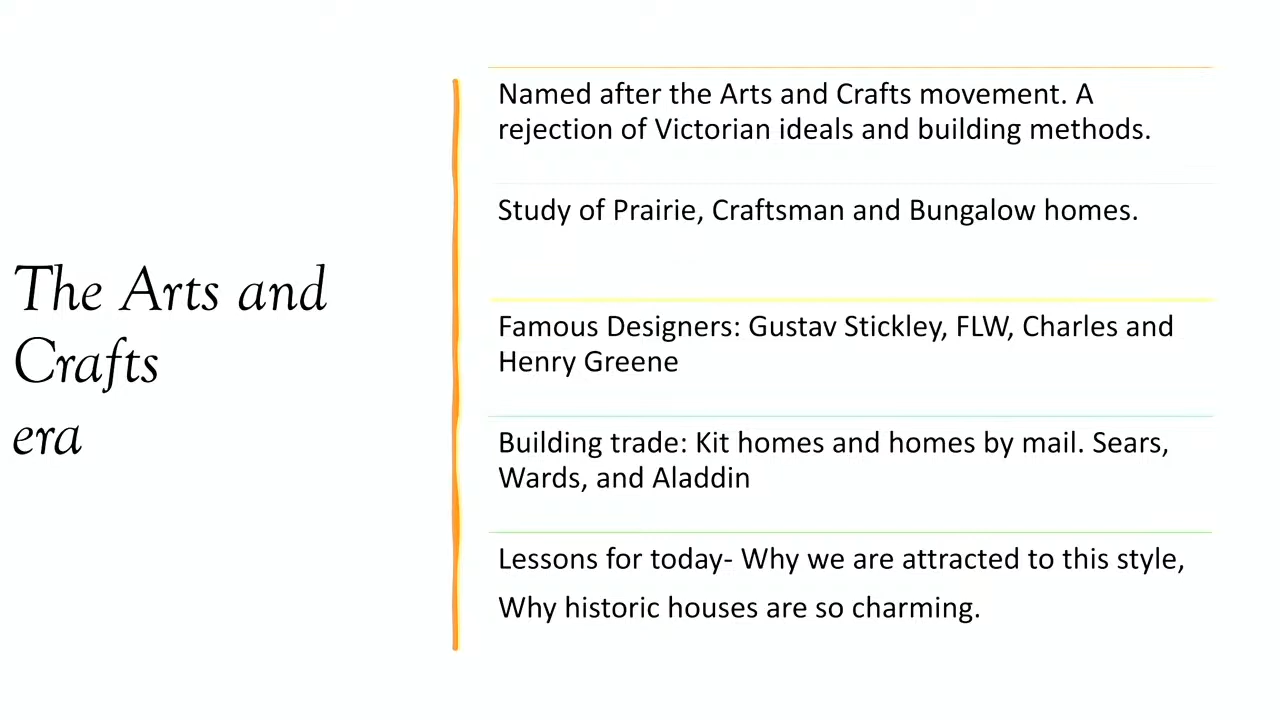 The Arts and
Crafts
era
Named after the Arts and Crafts movement. A
rejection of Victorian ideals and building methods.
Study of Prairie, Craftsman and Bungalow homes.
Famous Designers: Gustav Stickley, FLW, Charles and
Henry Greene
Building trade: Kit homes and homes by mail. Sears,
Wards, and Aladdin
Lessons for today- Why we are attracted to this style,
Why historic houses are so charming.